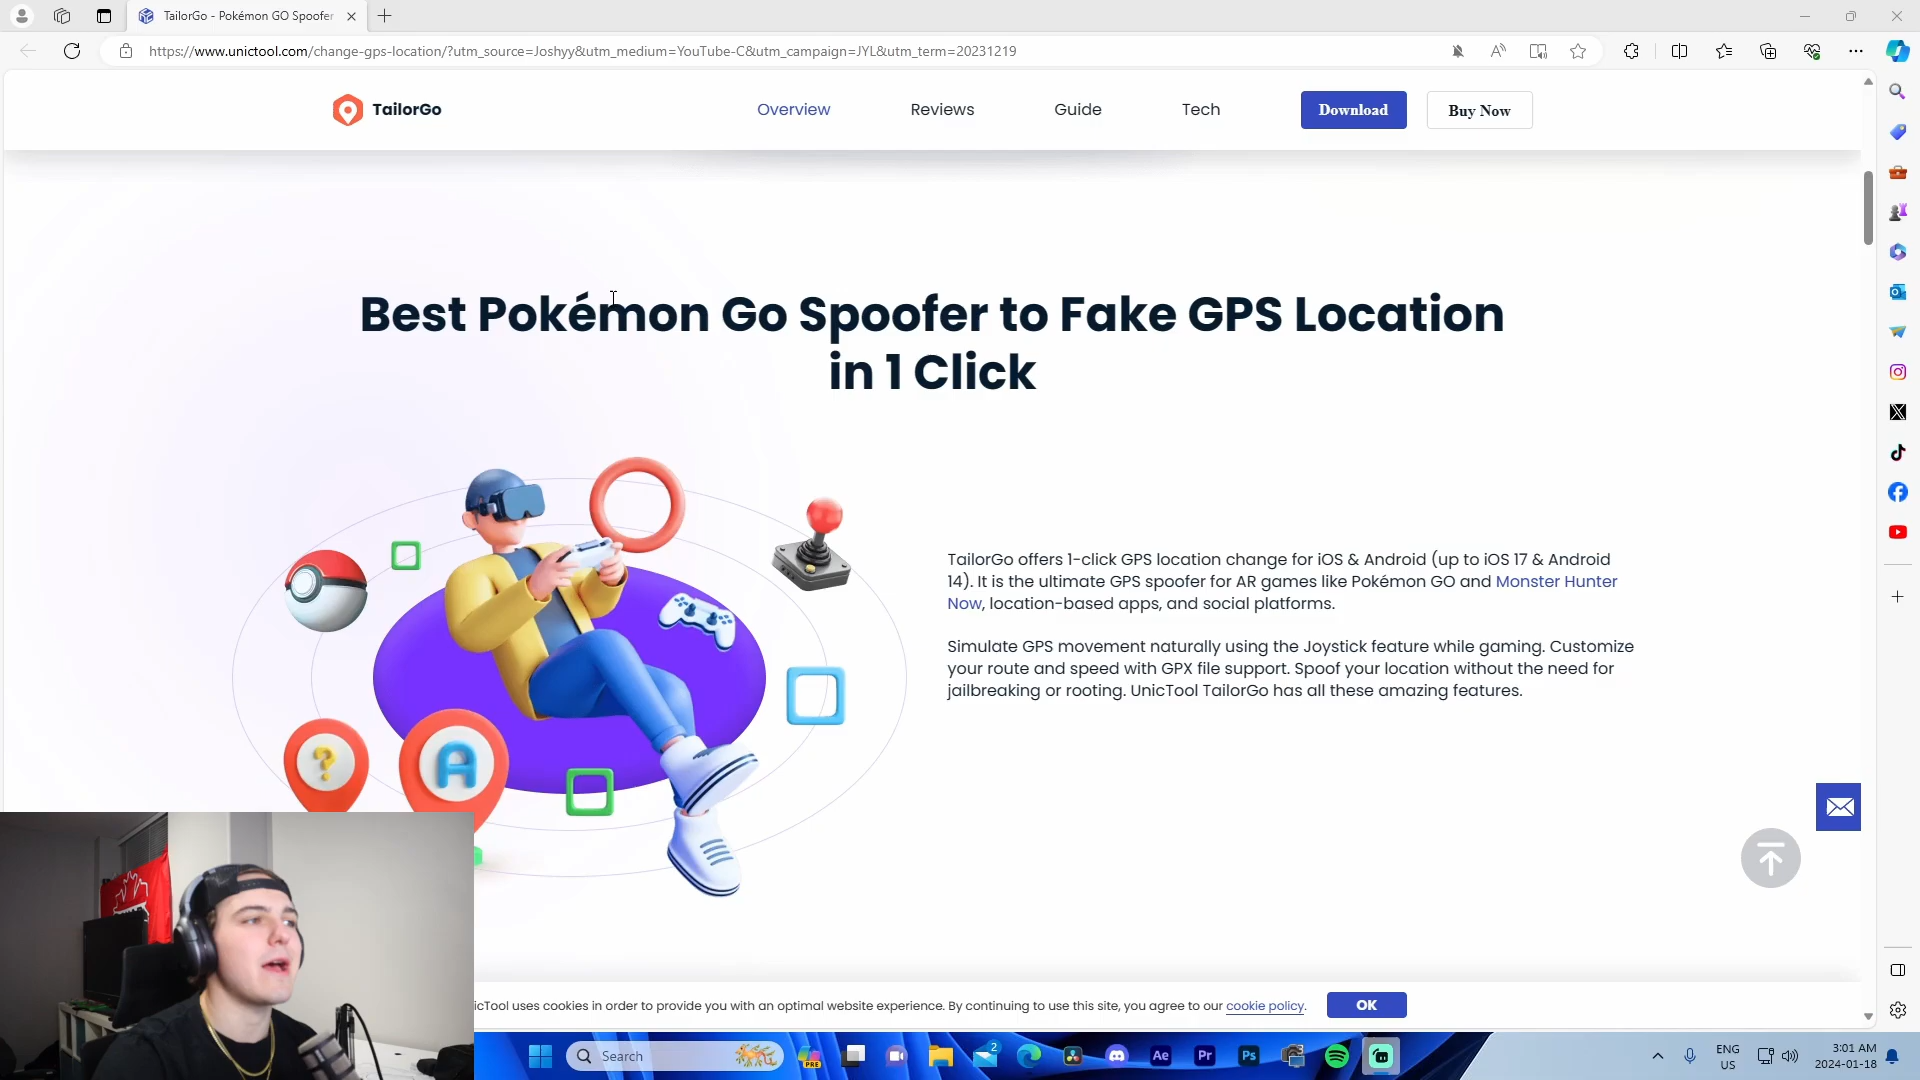 TailorGo - Pokémon GO Spoofer
https://www.unictool.com/change-gps-location/?utm_source=Joshyy&utm_medium=YouTube-C&utm_campaign=JYL&utm_term=20231219
TailorGo
Overview
Reviews
Guide
Tech
Download
Buy Now
Best Pokémon Go Spoofer to Fake GPS Location
in 1 Click
TailorGo offers 1-click GPS location change for iOS & Android (up to iOS 17 & Android
14). It is the ultimate GPS spoofer for AR games like Pokémon GO and Monster Hunter
Now, location-based apps, and social platforms.
Simulate GPS movement naturally using the Joystick feature while gaming. Customize
your route and speed with GPX file support. Spoof your location without the need for
jailbreaking or rooting. UnicTool TailorGo has all these amazing features.
?
A
icTool uses cookies in order to provide you with an optimal website experience. By continuing to use this site, you agree to our cookie policy.
OK
Search
PRE
2
Ae
Pr
Ps
ENG
US
3:01 AM
2024-01-18